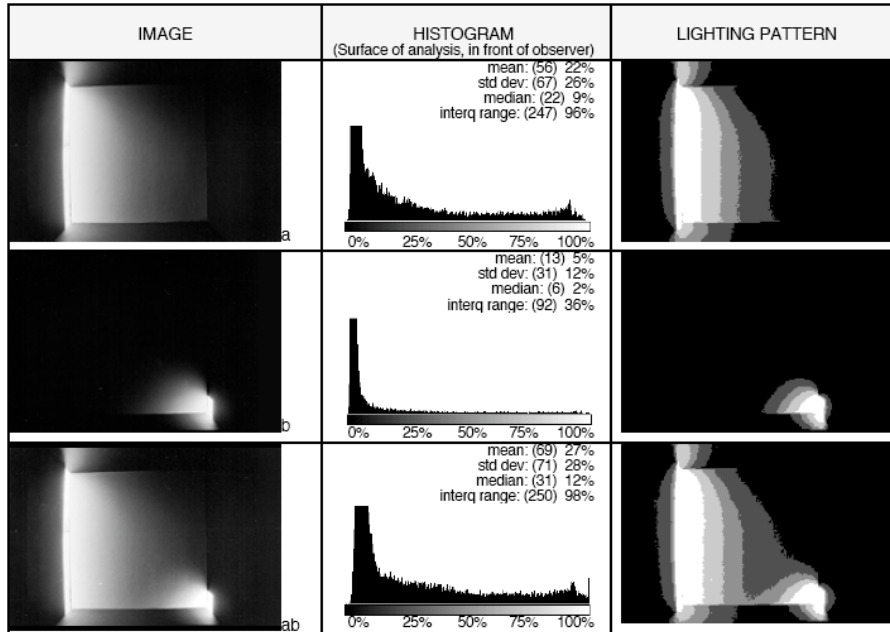 IMAGE
HISTOGRAM
(Surface of analysis, in front of observer)
LIGHTING PATTERN
mean: (56) 22%
std dev: (67) 26%
median: (22) 9%
interq range: (247) 96%
a
0% 25% 50% 75% 100%
mean: (13) 5%
std dev: (31) 12%
median: (6) 2%
interq range: (92) 36%
b
0% 25% 50% 75% 100%
mean: (69) 27%
std dev: (71) 28%
median: (31) 12%
interq range: (250) 98%
ab
0% 25% 50% 75% 100%